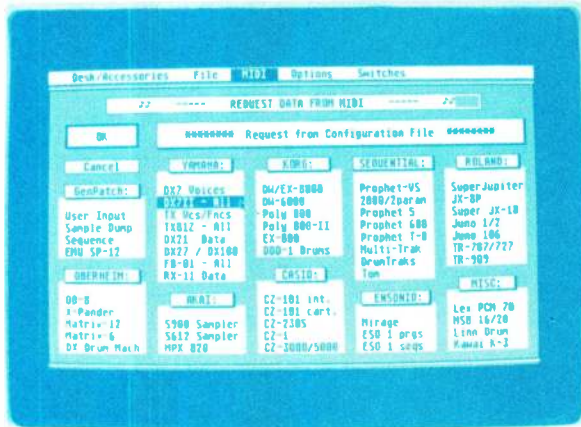 Desk/Accessories File MIDI Options Switches
REQUEST DATA FROM MIDI
OK
******** Request from Configuration File ********
Cancel
GenPatch:
User Input
Sample Dump
Sequence
EMU SP-12
OBERHEIM:
OB-8
X-Pander
Matrix-12
Matrix-6
DX Drum Mach
YAMAHA:
DX7 Voices
DX7II - All
TX Vcs/Fncs
TX81Z - All
DX21 Data
DX27 / DX100
FB-01 - All
RX-11 Data
AKAI:
S900 Sampler
S612 Sampler
MPX 820
KORG:
DW/EX-8000
DW-6000
Poly 800
Poly 800-II
EX-800
DDD-1 Drums
CASIO:
CZ-101 int.
CZ-101 cart.
CZ-230S
CZ-1
CZ-3000/5000
SEQUENTIAL:
Prophet-VS
2000/2param
Prophet 5
Prophet 600
Prophet T-8
Multi-Trak
DrumTraks
Tom
ENSONIQ:
Mirage
ESQ 1 prgs
ESQ 1 seqs
ROLAND:
SuperJupiter
JX-8P
Super JX-10
Juno 1/2
Juno 106
TR-707/727
TR-909
MISC:
Lex PCM 70
MSB 16/20
Linn Drum
Kawai K-3